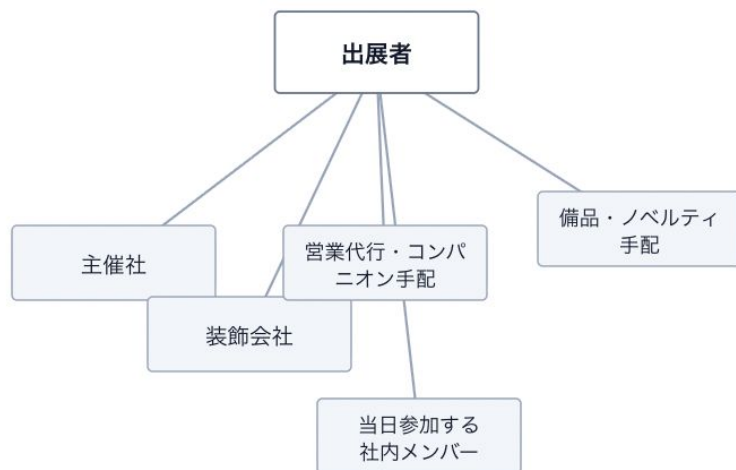 出展者
主催社
装飾会社
営業代行・コンパ
ニオン手配
備品・ノベルティ
手配
当日参加する
社内メンバー